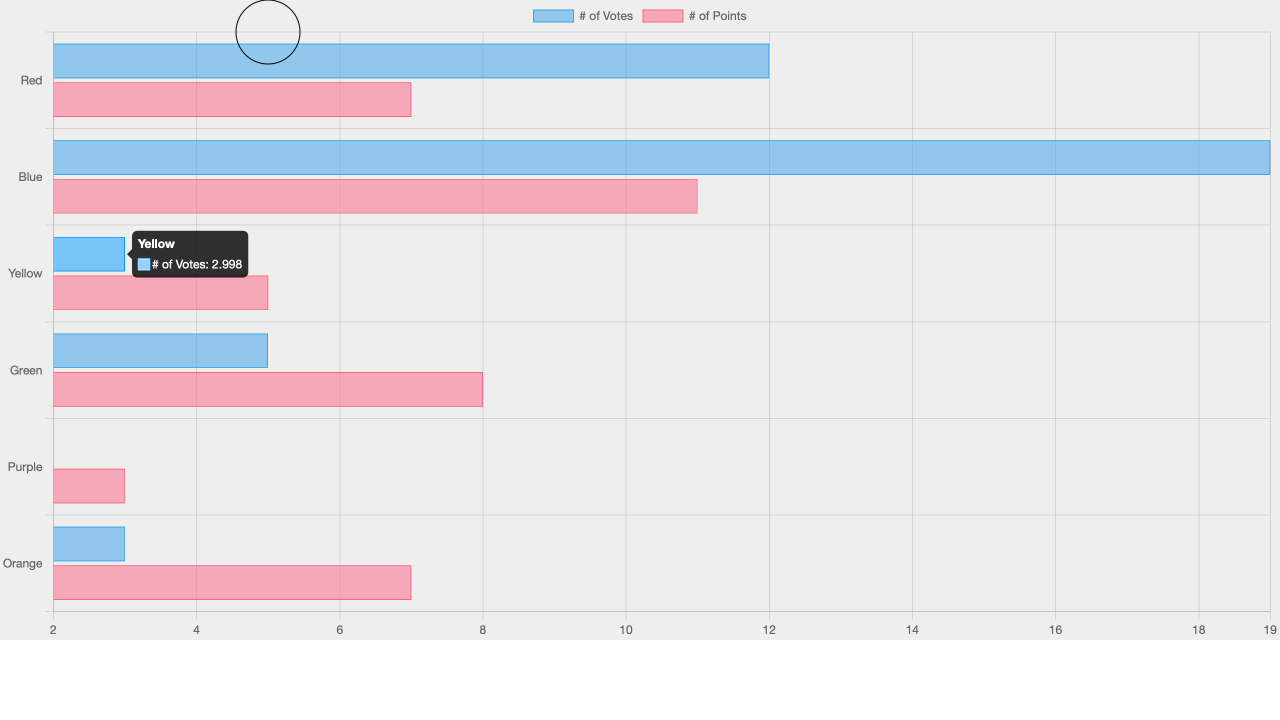 # of Votes # of Points
Red
Blue
Yellow
# of Votes: 2.998
Yellow
Green
Purple
Orange
2 4 6 8 10 12 14 16 18 19